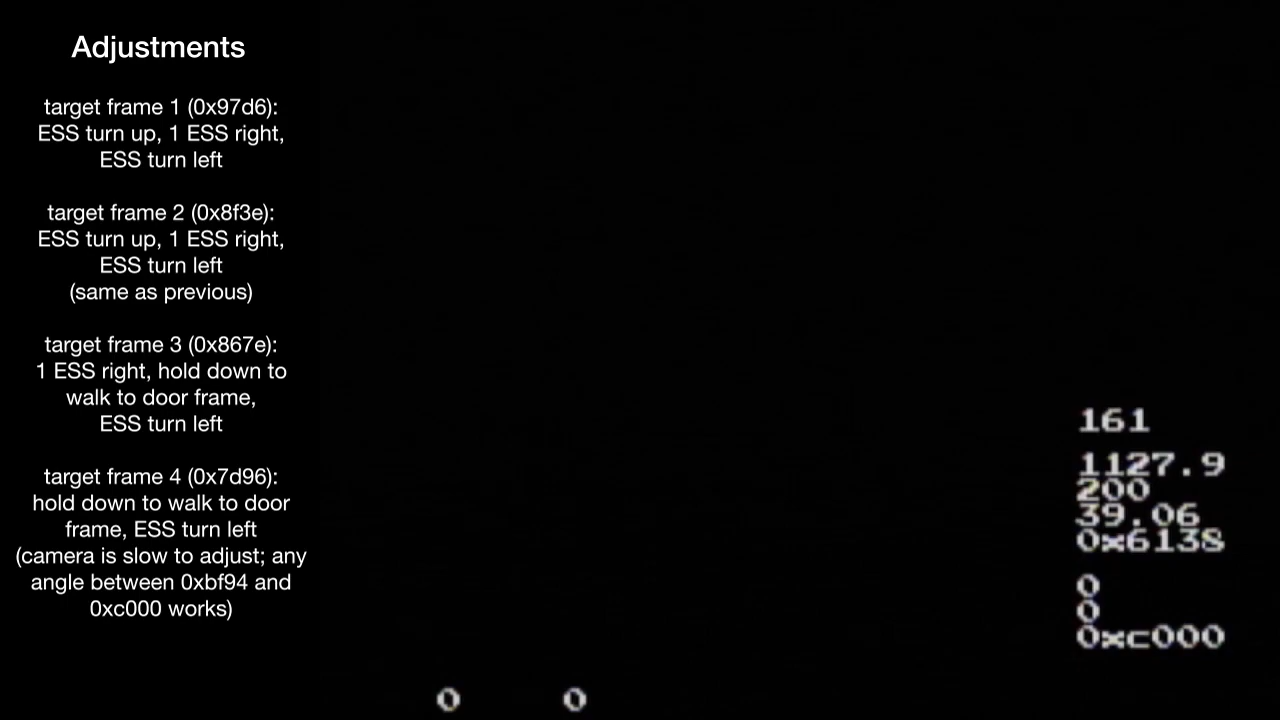 Adjustments
target frame 1 (0x97d6):
ESS turn up, 1 ESS right,
ESS turn left
target frame 2 (0x8f3e):
ESS turn up, 1 ESS right,
ESS turn left
(same as previous)
target frame 3 (0x867e):
1 ESS right, hold down to
walk to door frame,
ESS turn left
target frame 4 (0x7d96):
hold down to walk to door
frame, ESS turn left
(camera is slow to adjust; any
angle between 0xbf94 and
0xc000 works)
161
1127.9
200
39.06
0x6138
0
0
0xc000
0 0